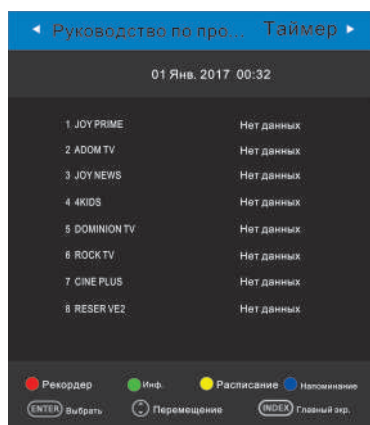 Руководство по про... Таймер
01 Янв. 2017 00:32
1 JOY PRIME Нет данных
2 ADOM TV Нет данных
3 JOY NEWS Нет данных
4 4KIDS Нет данных
5 DOMINION TV Нет данных
6 ROCK TV Нет данных
7 CINE PLUS Нет данных
8 RESER VE2 Нет данных
Рекордер Инф. Расписание Напоминание
ENTER Выбрать Перемещение INDEX Главный экр.